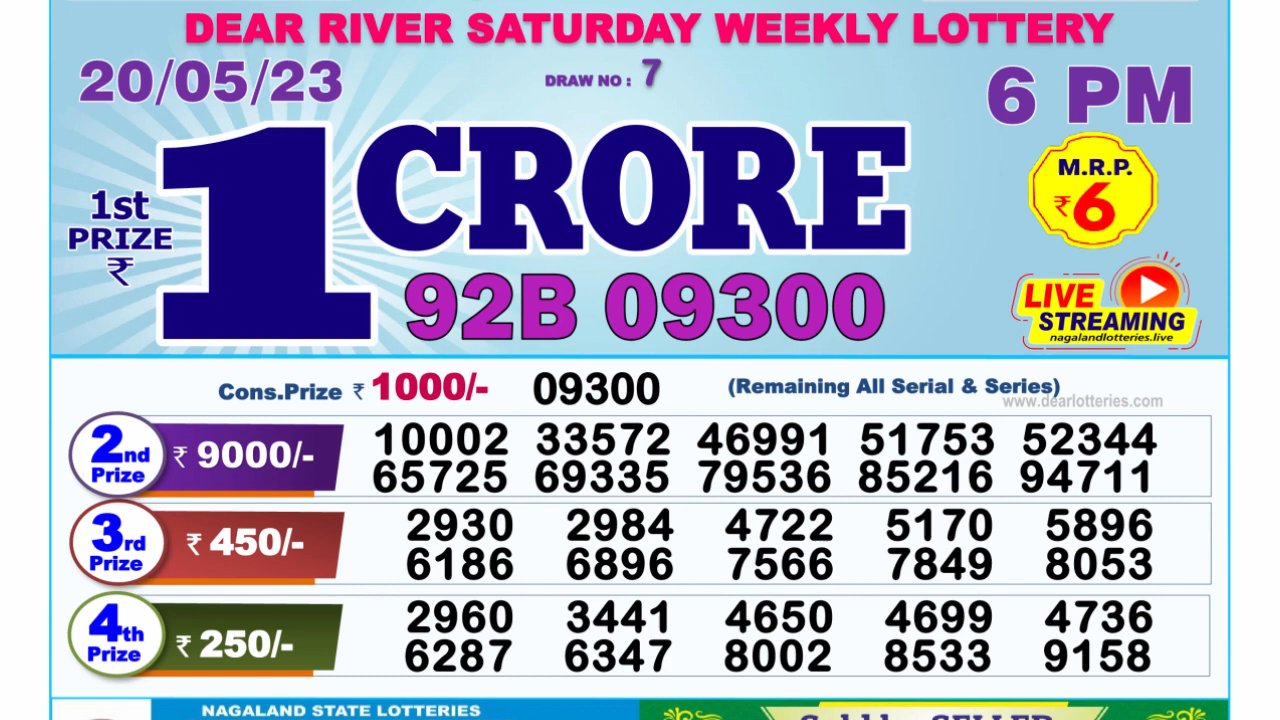 DEAR RIVER SATURDAY WEEKLY LOTTERY
20/05/23
DRAW NO : 7
6 PM
1st
PRIZE
₹
1 CRORE
92B 09300
M.R.P.
₹6
LIVE
STREAMING
nagalandlotteries.live
Cons.Prize ₹ 1000/- 09300 (Remaining All Serial & Series)
www.dearlotteries.com
2nd
Prize
₹ 9000/-
10002 33572 46991 51753 52344
65725 69335 79536 85216 94711
3rd
Prize
₹ 450/-
2930 2984 4722 5170 5896
6186 6896 7566 7849 8053
4th
Prize
₹ 250/-
2960 3441 4650 4699 4736
6287 6347 8002 8533 9158
NAGALAND STATE LOTTERIES
SELLER